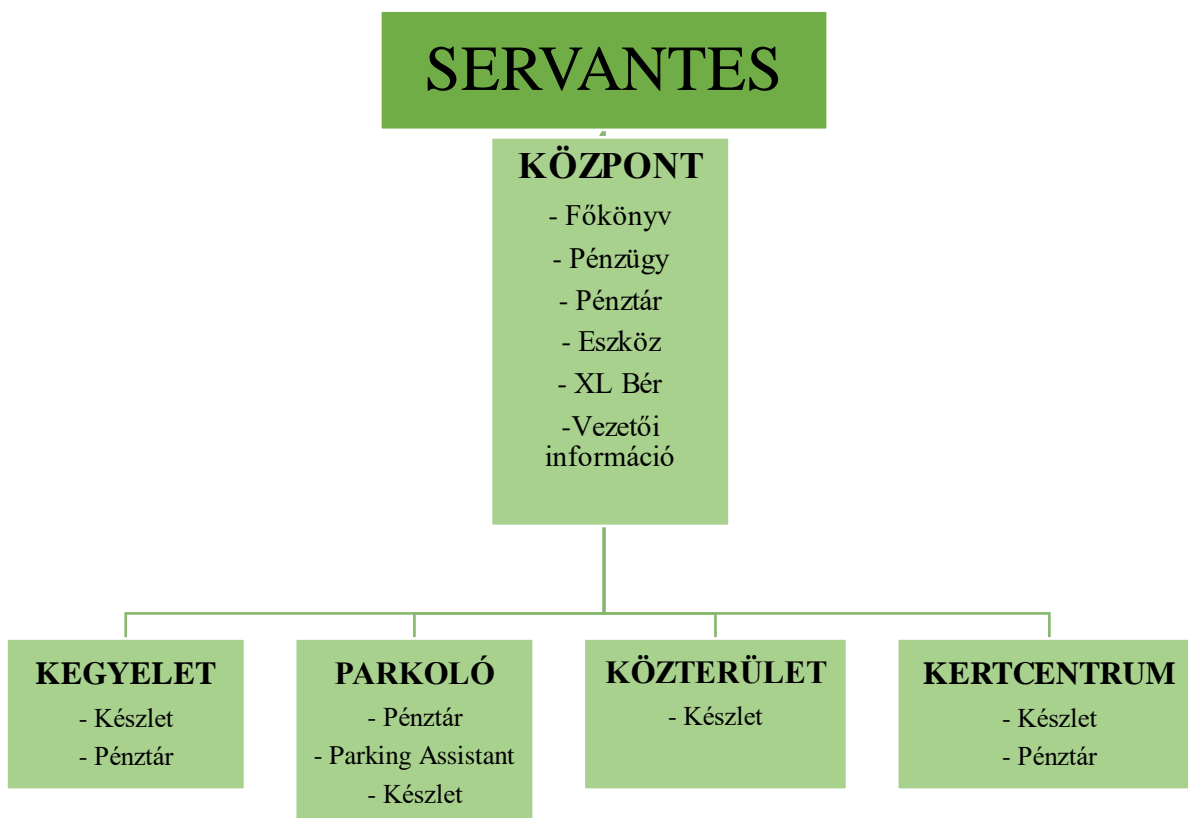 SERVANTES
KÖZPONT
- Főkönyv
- Pénzügy
- Pénztár
- Eszköz
- XL Bér
-Vezetői
információ
KEGYELET
- Készlet
- Pénztár
PARKOLÓ
- Pénztár
- Parking Assistant
- Készlet
KÖZTERÜLET
- Készlet
KERTCENTRUM
- Készlet
- Pénztár